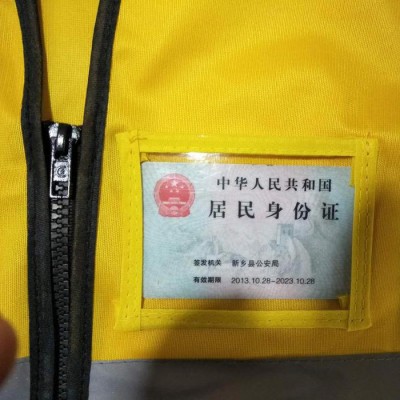 中华人民共和国
居民身份证
签发机关 新乡县公安局
有效期限 2013.10.28-2023.10.28